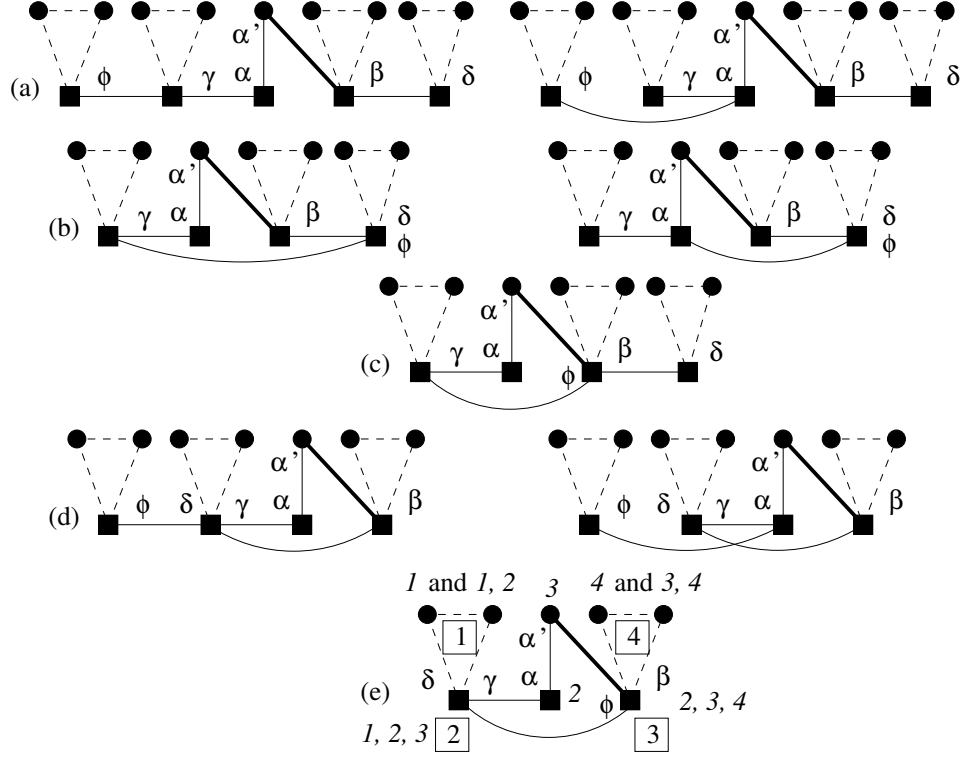 α' α'
(a) ϕ γ α β δ ϕ γ α β δ
α' α'
(b) γ α β δ γ α β δ
ϕ ϕ
α'
(c) γ α β δ
ϕ
α' α'
(d) ϕ δ γ α β ϕ δ γ α β
1 and 1, 2 3 4 and 3, 4
1 α' 4
(e) δ γ α 2 ϕ β 2, 3, 4
1, 2, 3 2 3